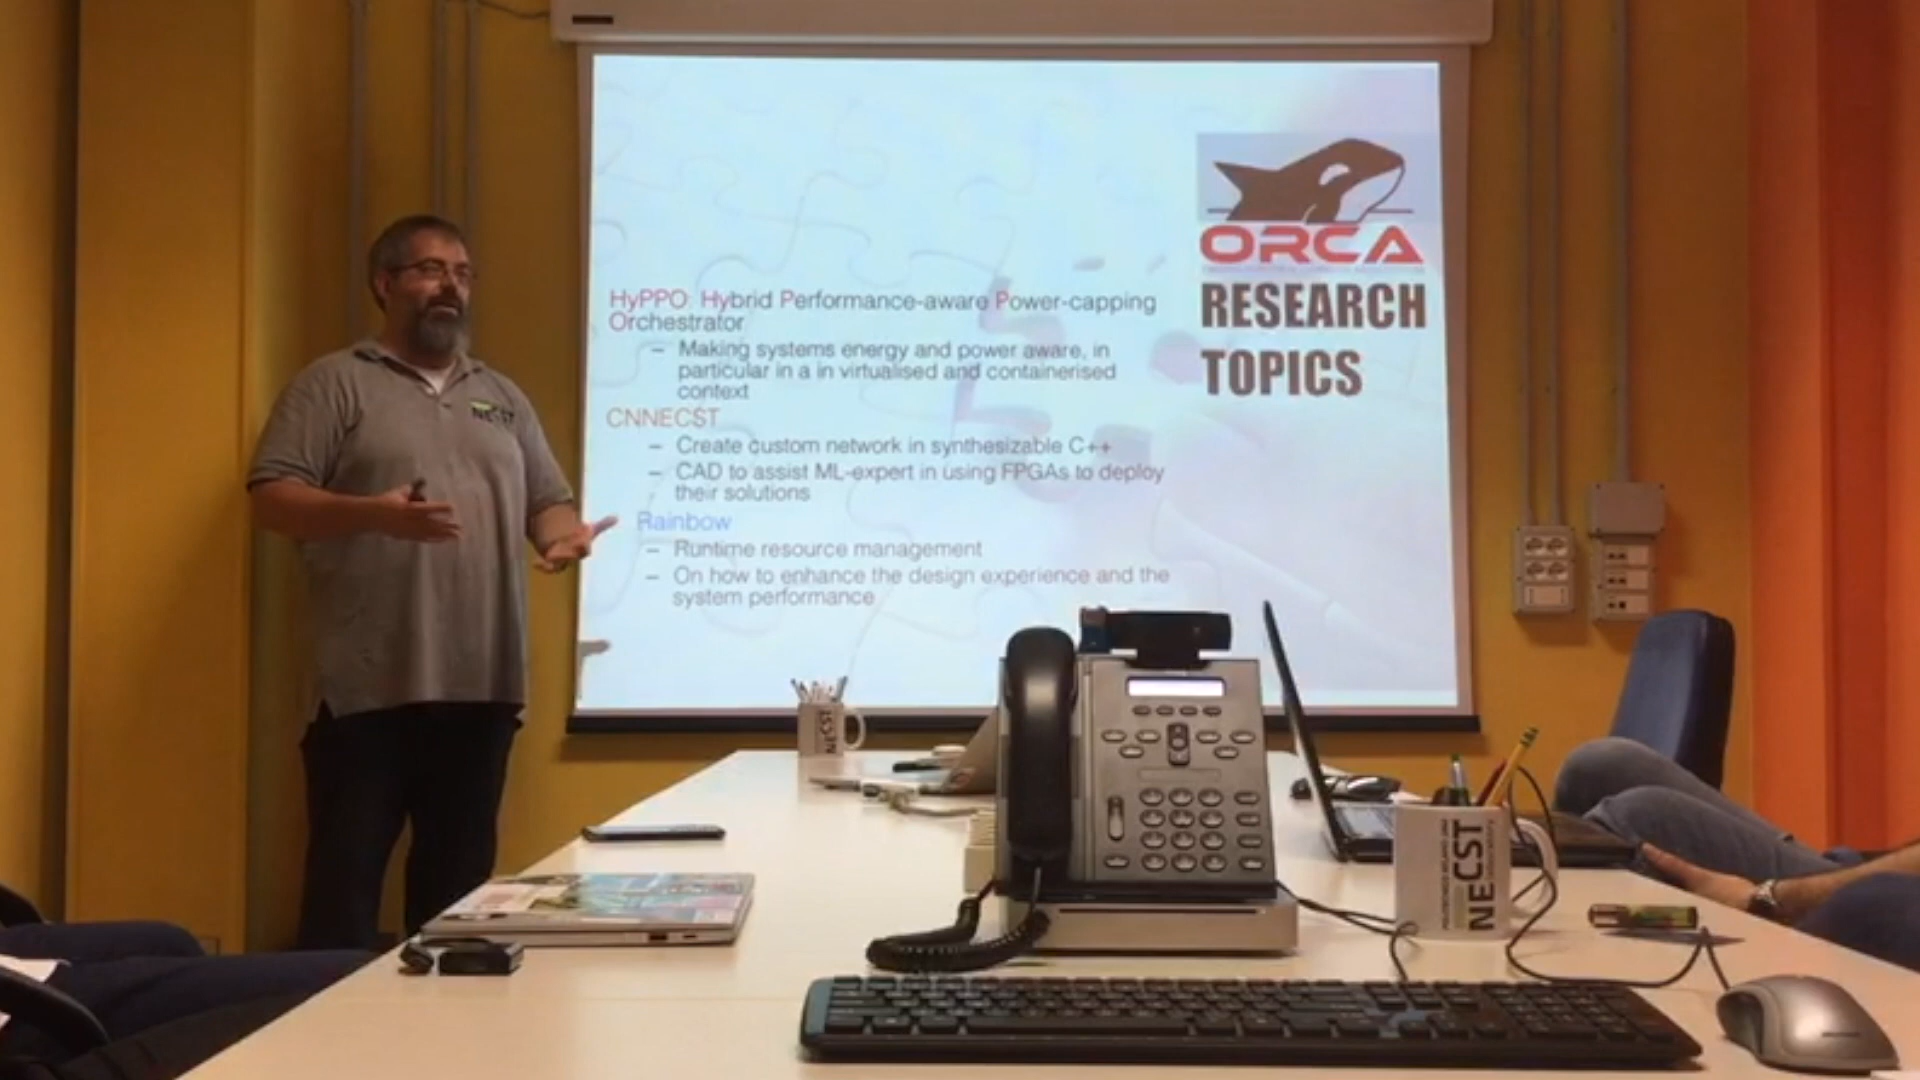 ORCA
RESEARCH
TOPICS
HyPPO: Hybrid Performance-aware Power-capping
Orchestrator
– Making systems energy and power aware, in
particular in a in virtualised and containerised
context
CNNECST
– Create custom network in synthesizable C++
– CAD to assist ML-expert in using FPGAs to deploy
their solutions
Rainbow
– Runtime resource management
– On how to enhance the design experience and the
system performance
NECST
NECST
NECST